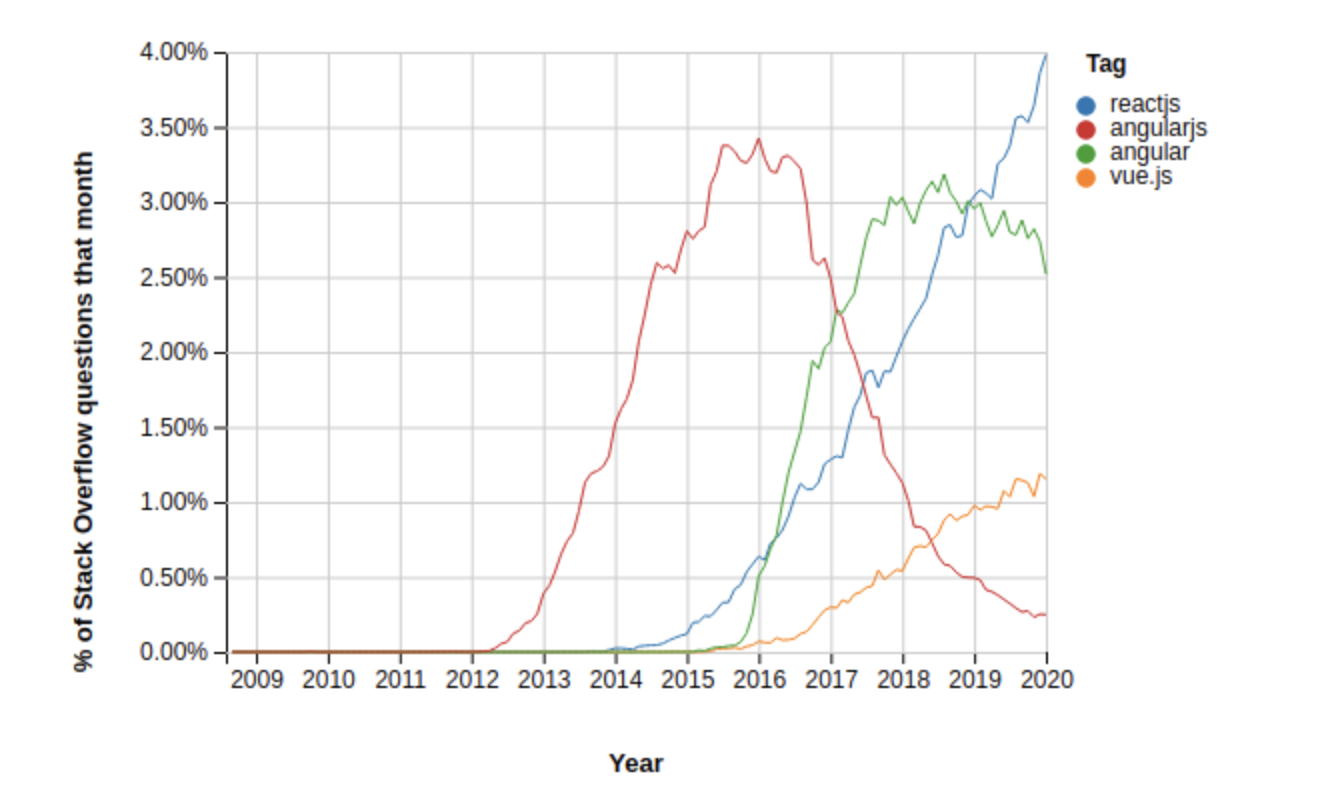 4.00%
3.50%
3.00%
2.50%
2.00%
1.50%
1.00%
0.50%
0.00%
% of Stack Overflow questions that month
2009 2010 2011 2012 2013 2014 2015 2016 2017 2018 2019 2020
Year
Tag
reactjs
angularjs
angular
vue.js